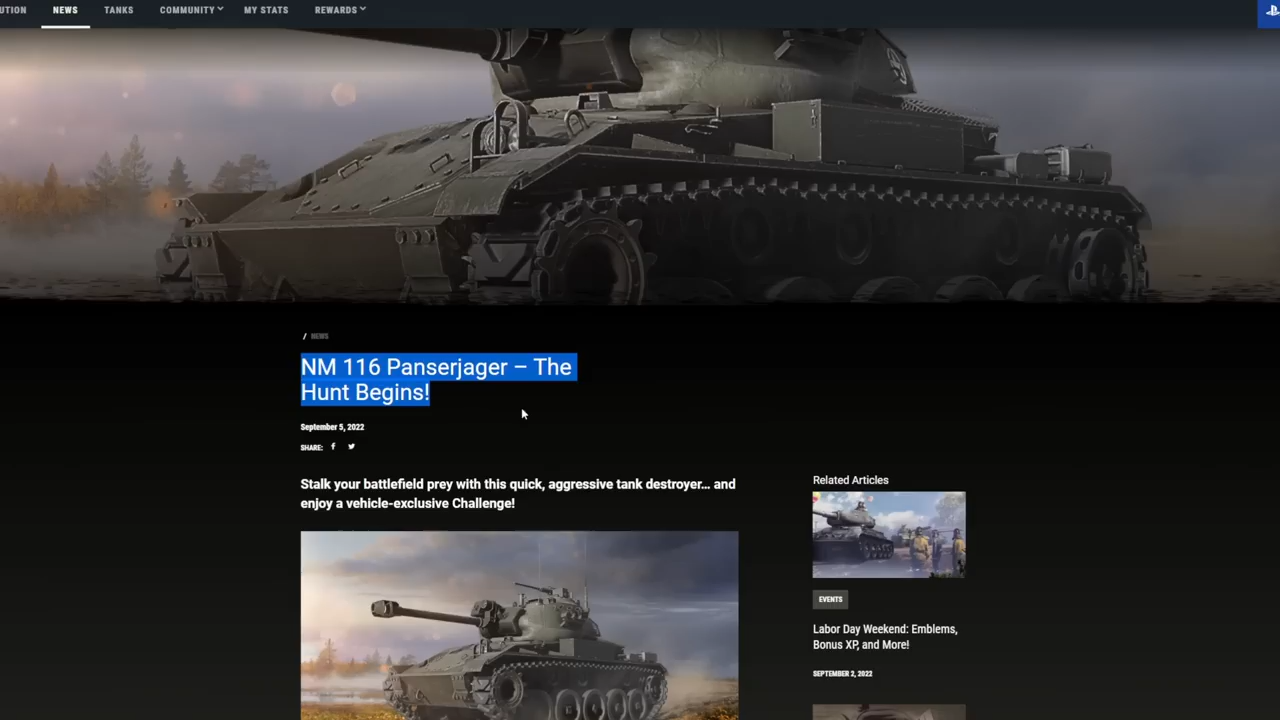 UTION NEWS TANKS COMMUNITY MY STATS REWARDS
/ NEWS
NM 116 Panserjager – The
Hunt Begins!
September 5, 2022
SHARE:
Stalk your battlefield prey with this quick, aggressive tank destroyer... and
enjoy a vehicle-exclusive Challenge!
Related Articles
EVENTS
Labor Day Weekend: Emblems,
Bonus XP, and More!
SEPTEMBER 2, 2022